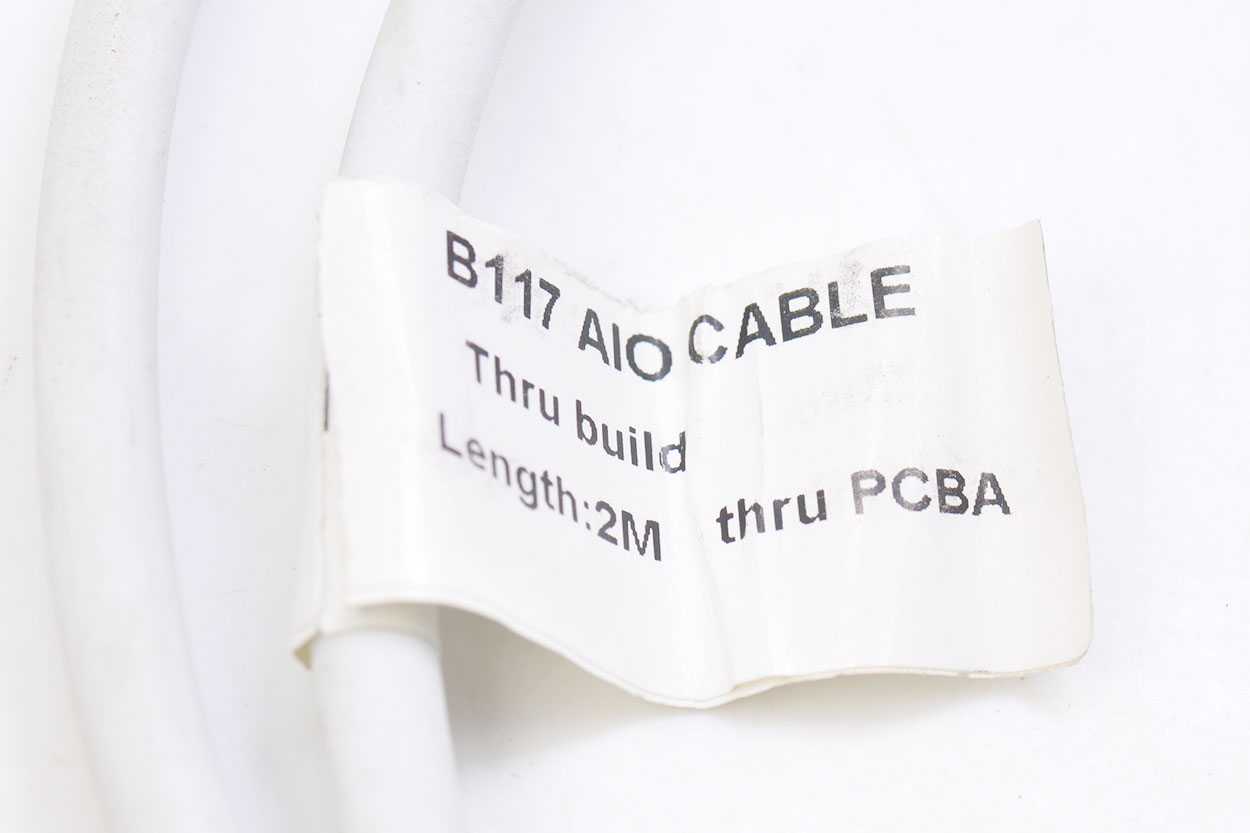 B117 AIO CABLE
Thru build
Length:2M thru PCBA